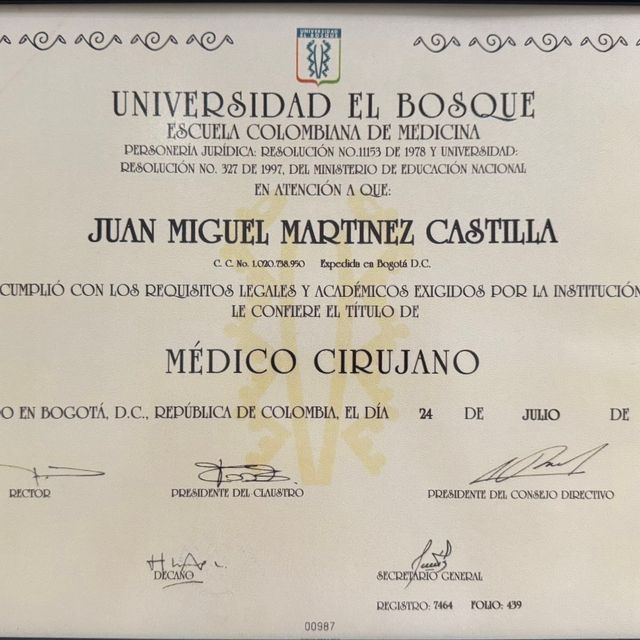 UNIVERSIDAD
EL BOSQUE
UNIVERSIDAD EL BOSQUE
ESCUELA COLOMBIANA DE MEDICINA
PERSONERÍA JURÍDICA: RESOLUCIÓN NO.11153 DE 1978 Y UNIVERSIDAD:
RESOLUCIÓN NO. 327 DE 1997, DEL MINISTERIO DE EDUCACIÓN NACIONAL
EN ATENCIÓN A QUE:
JUAN MIGUEL MARTINEZ CASTILLA
C. C. No. 1.020.738.950 Expedida en Bogotá D.C.
CUMPLIÓ CON LOS REQUISITOS LEGALES Y ACADÉMICOS EXIGIDOS POR LA INSTITUCIÓN
LE CONFIERE EL TÍTULO DE
MÉDICO CIRUJANO
EN BOGOTÁ, D.C., REPÚBLICA DE COLOMBIA, EL DÍA 24 DE JULIO DE
RECTOR PRESIDENTE DEL CLAUSTRO PRESIDENTE DEL CONSEJO DIRECTIVO
DECANO SECRETARIO GENERAL
REGISTRO: 7464 FOLIO: 439
00987